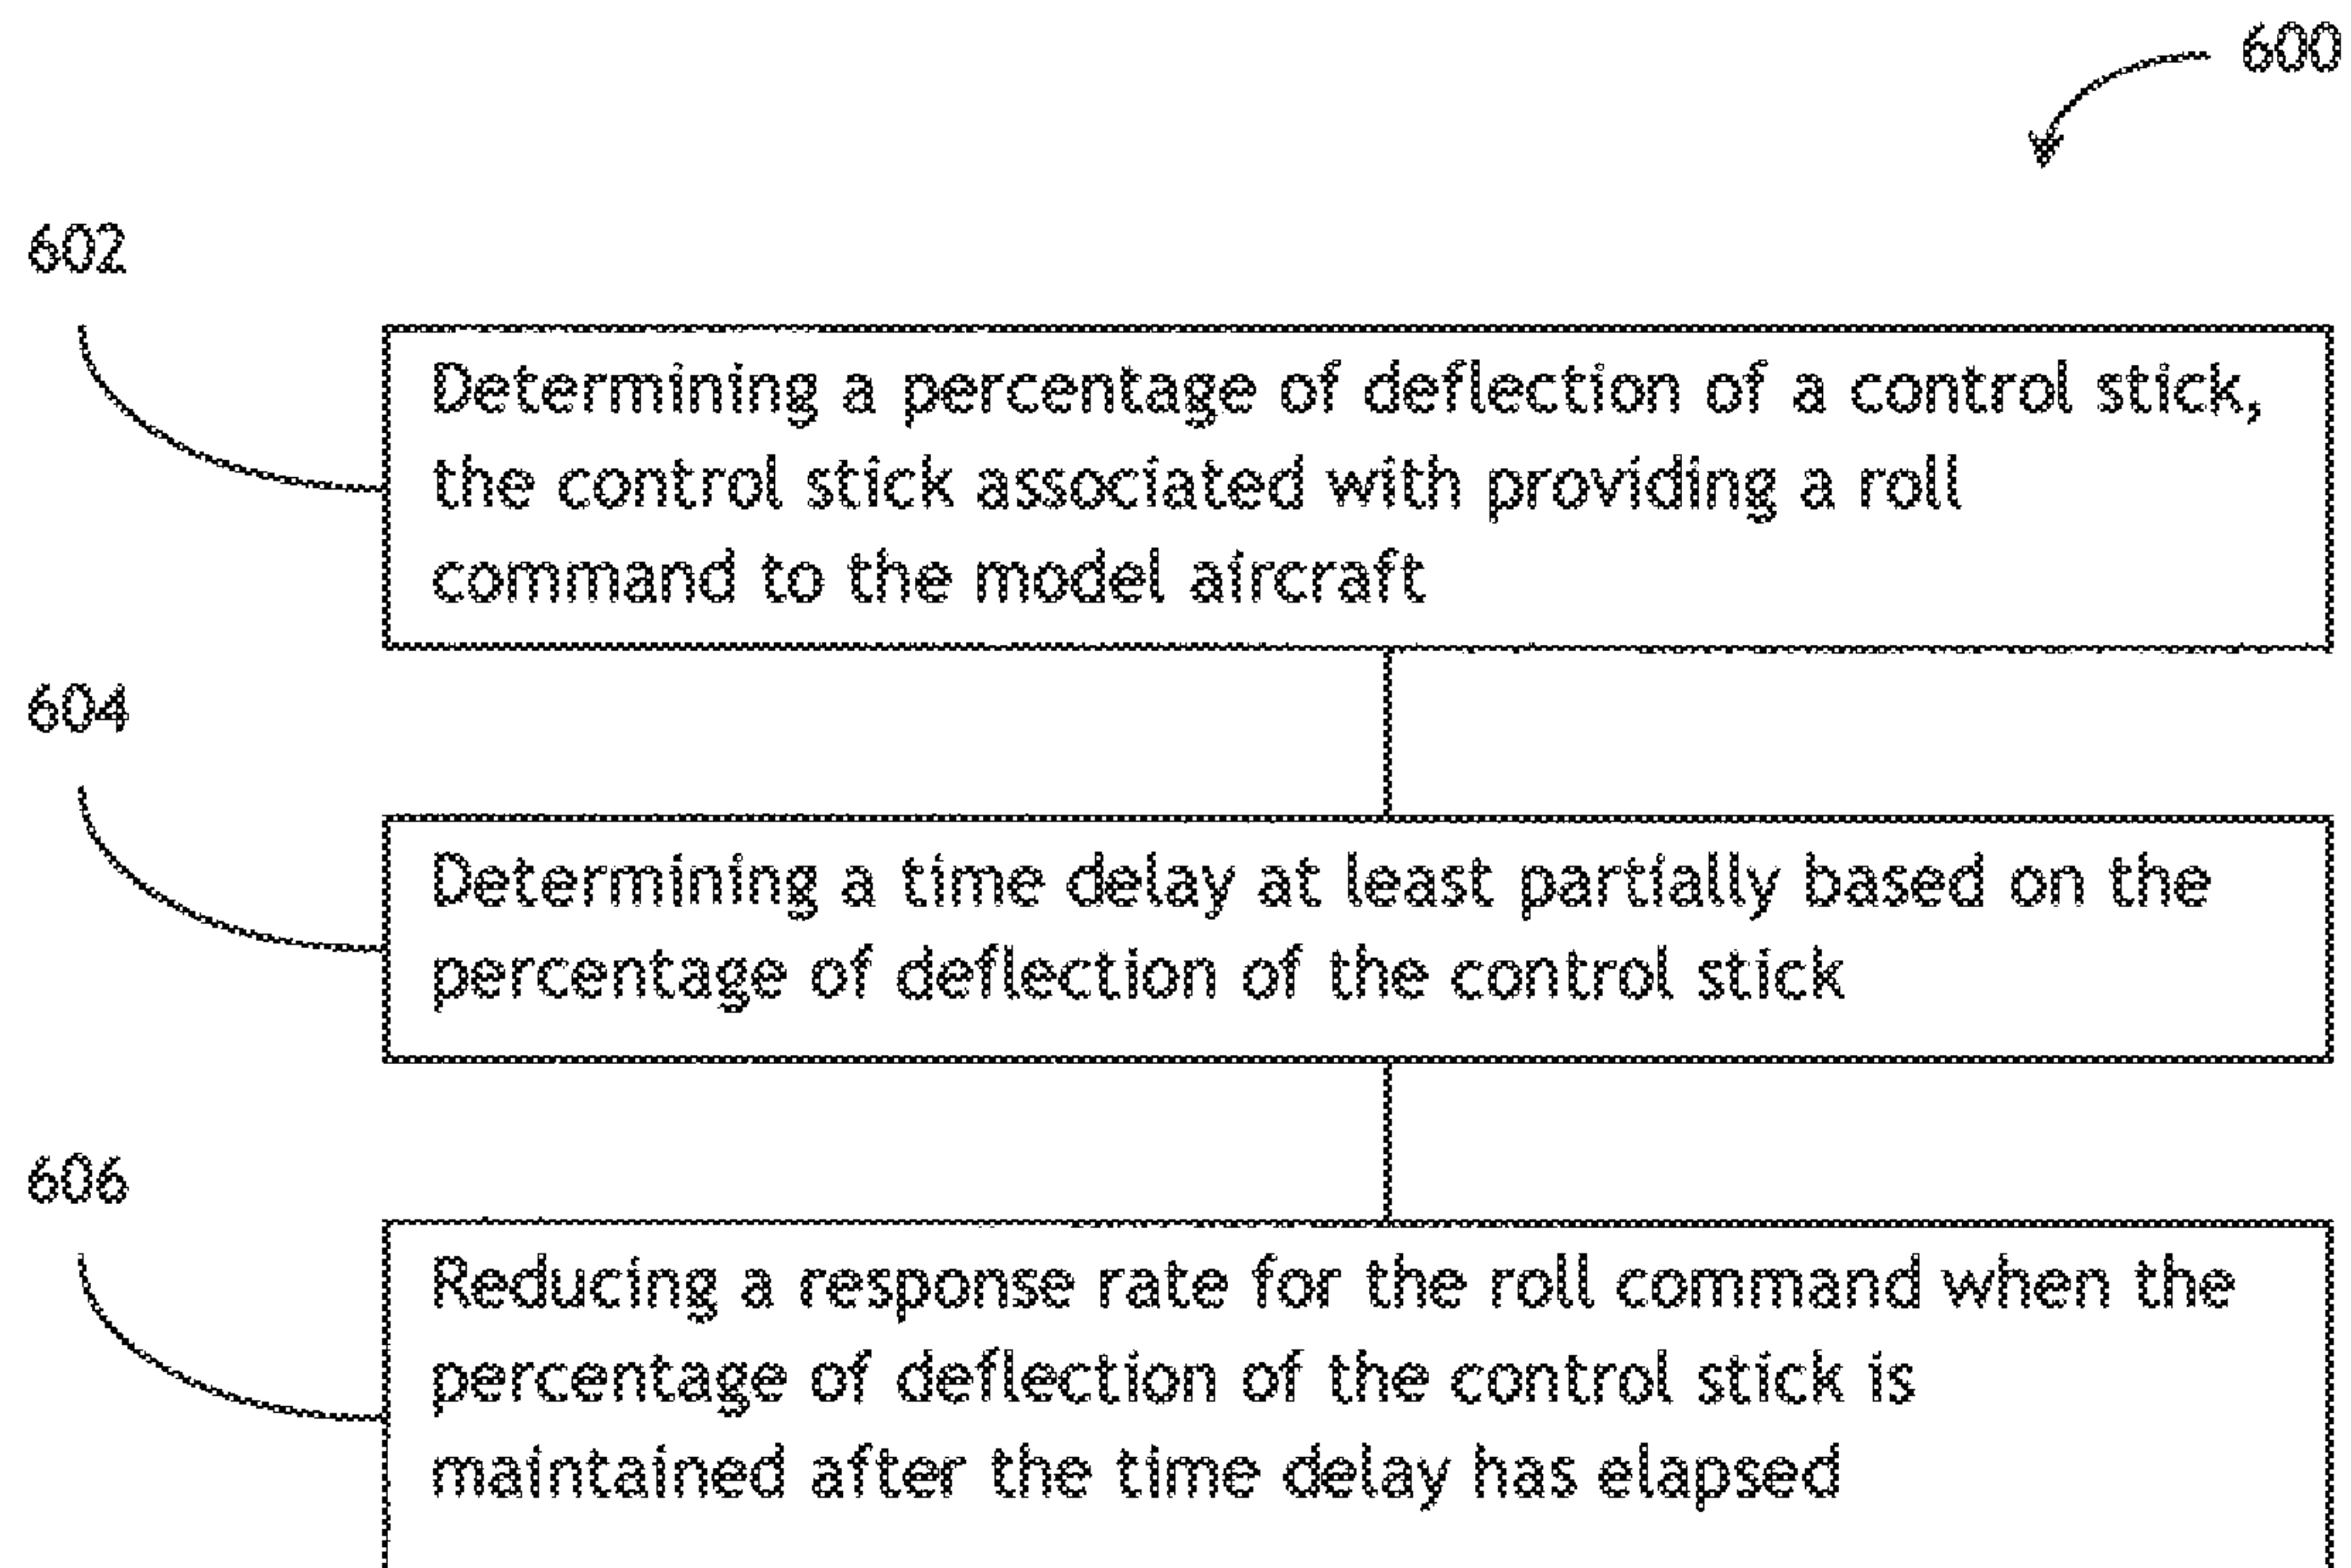 600
602
Determining a percentage of deflection of a control stick,
the control stick associated with providing a roll
command to the model aircraft
604
Determining a time delay at least partially based on the
percentage of deflection of the control stick
606
Reducing a response rate for the roll command when the
percentage of deflection of the control stick is
maintained after the time delay has elapsed